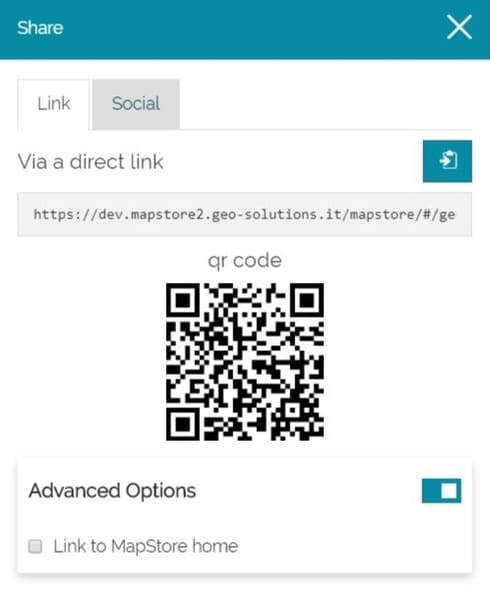 Share
Link
Social
Via a direct link
https://dev.mapstore2.geo-solutions.it/mapstore/#/ge
qr code
Advanced Options
Link to MapStore home